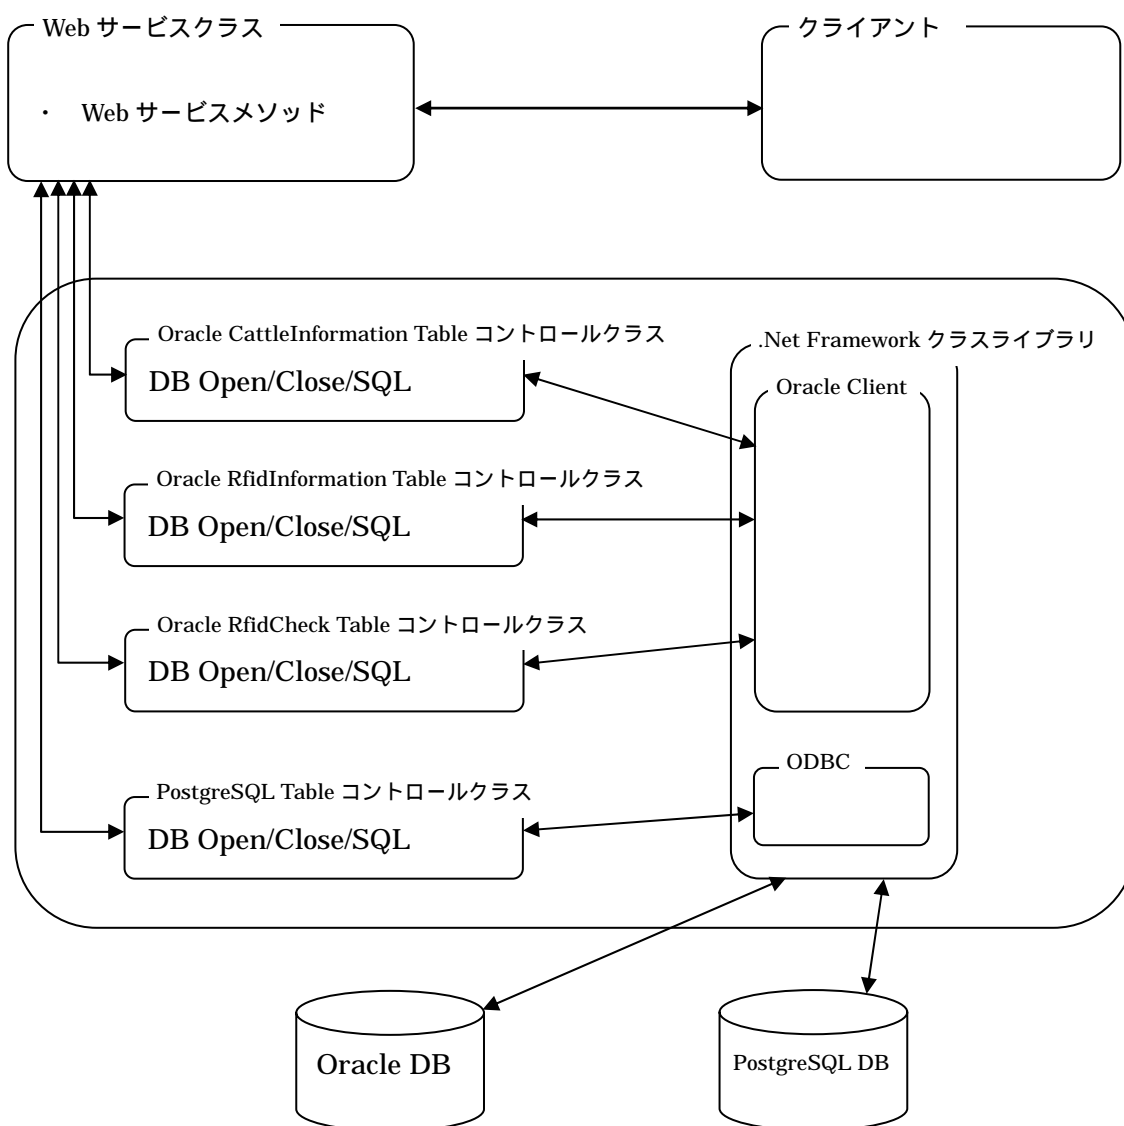 Web サービスクラス
クライアント
・ Web サービスメソッド
Oracle CattleInformation Table コントロールクラス
DB Open/Close/SQL
.Net Framework クラスライブラリ
Oracle Client
Oracle RfidInformation Table コントロールクラス
DB Open/Close/SQL
Oracle RfidCheck Table コントロールクラス
DB Open/Close/SQL
ODBC
PostgreSQL Table コントロールクラス
DB Open/Close/SQL
Oracle DB
PostgreSQL DB